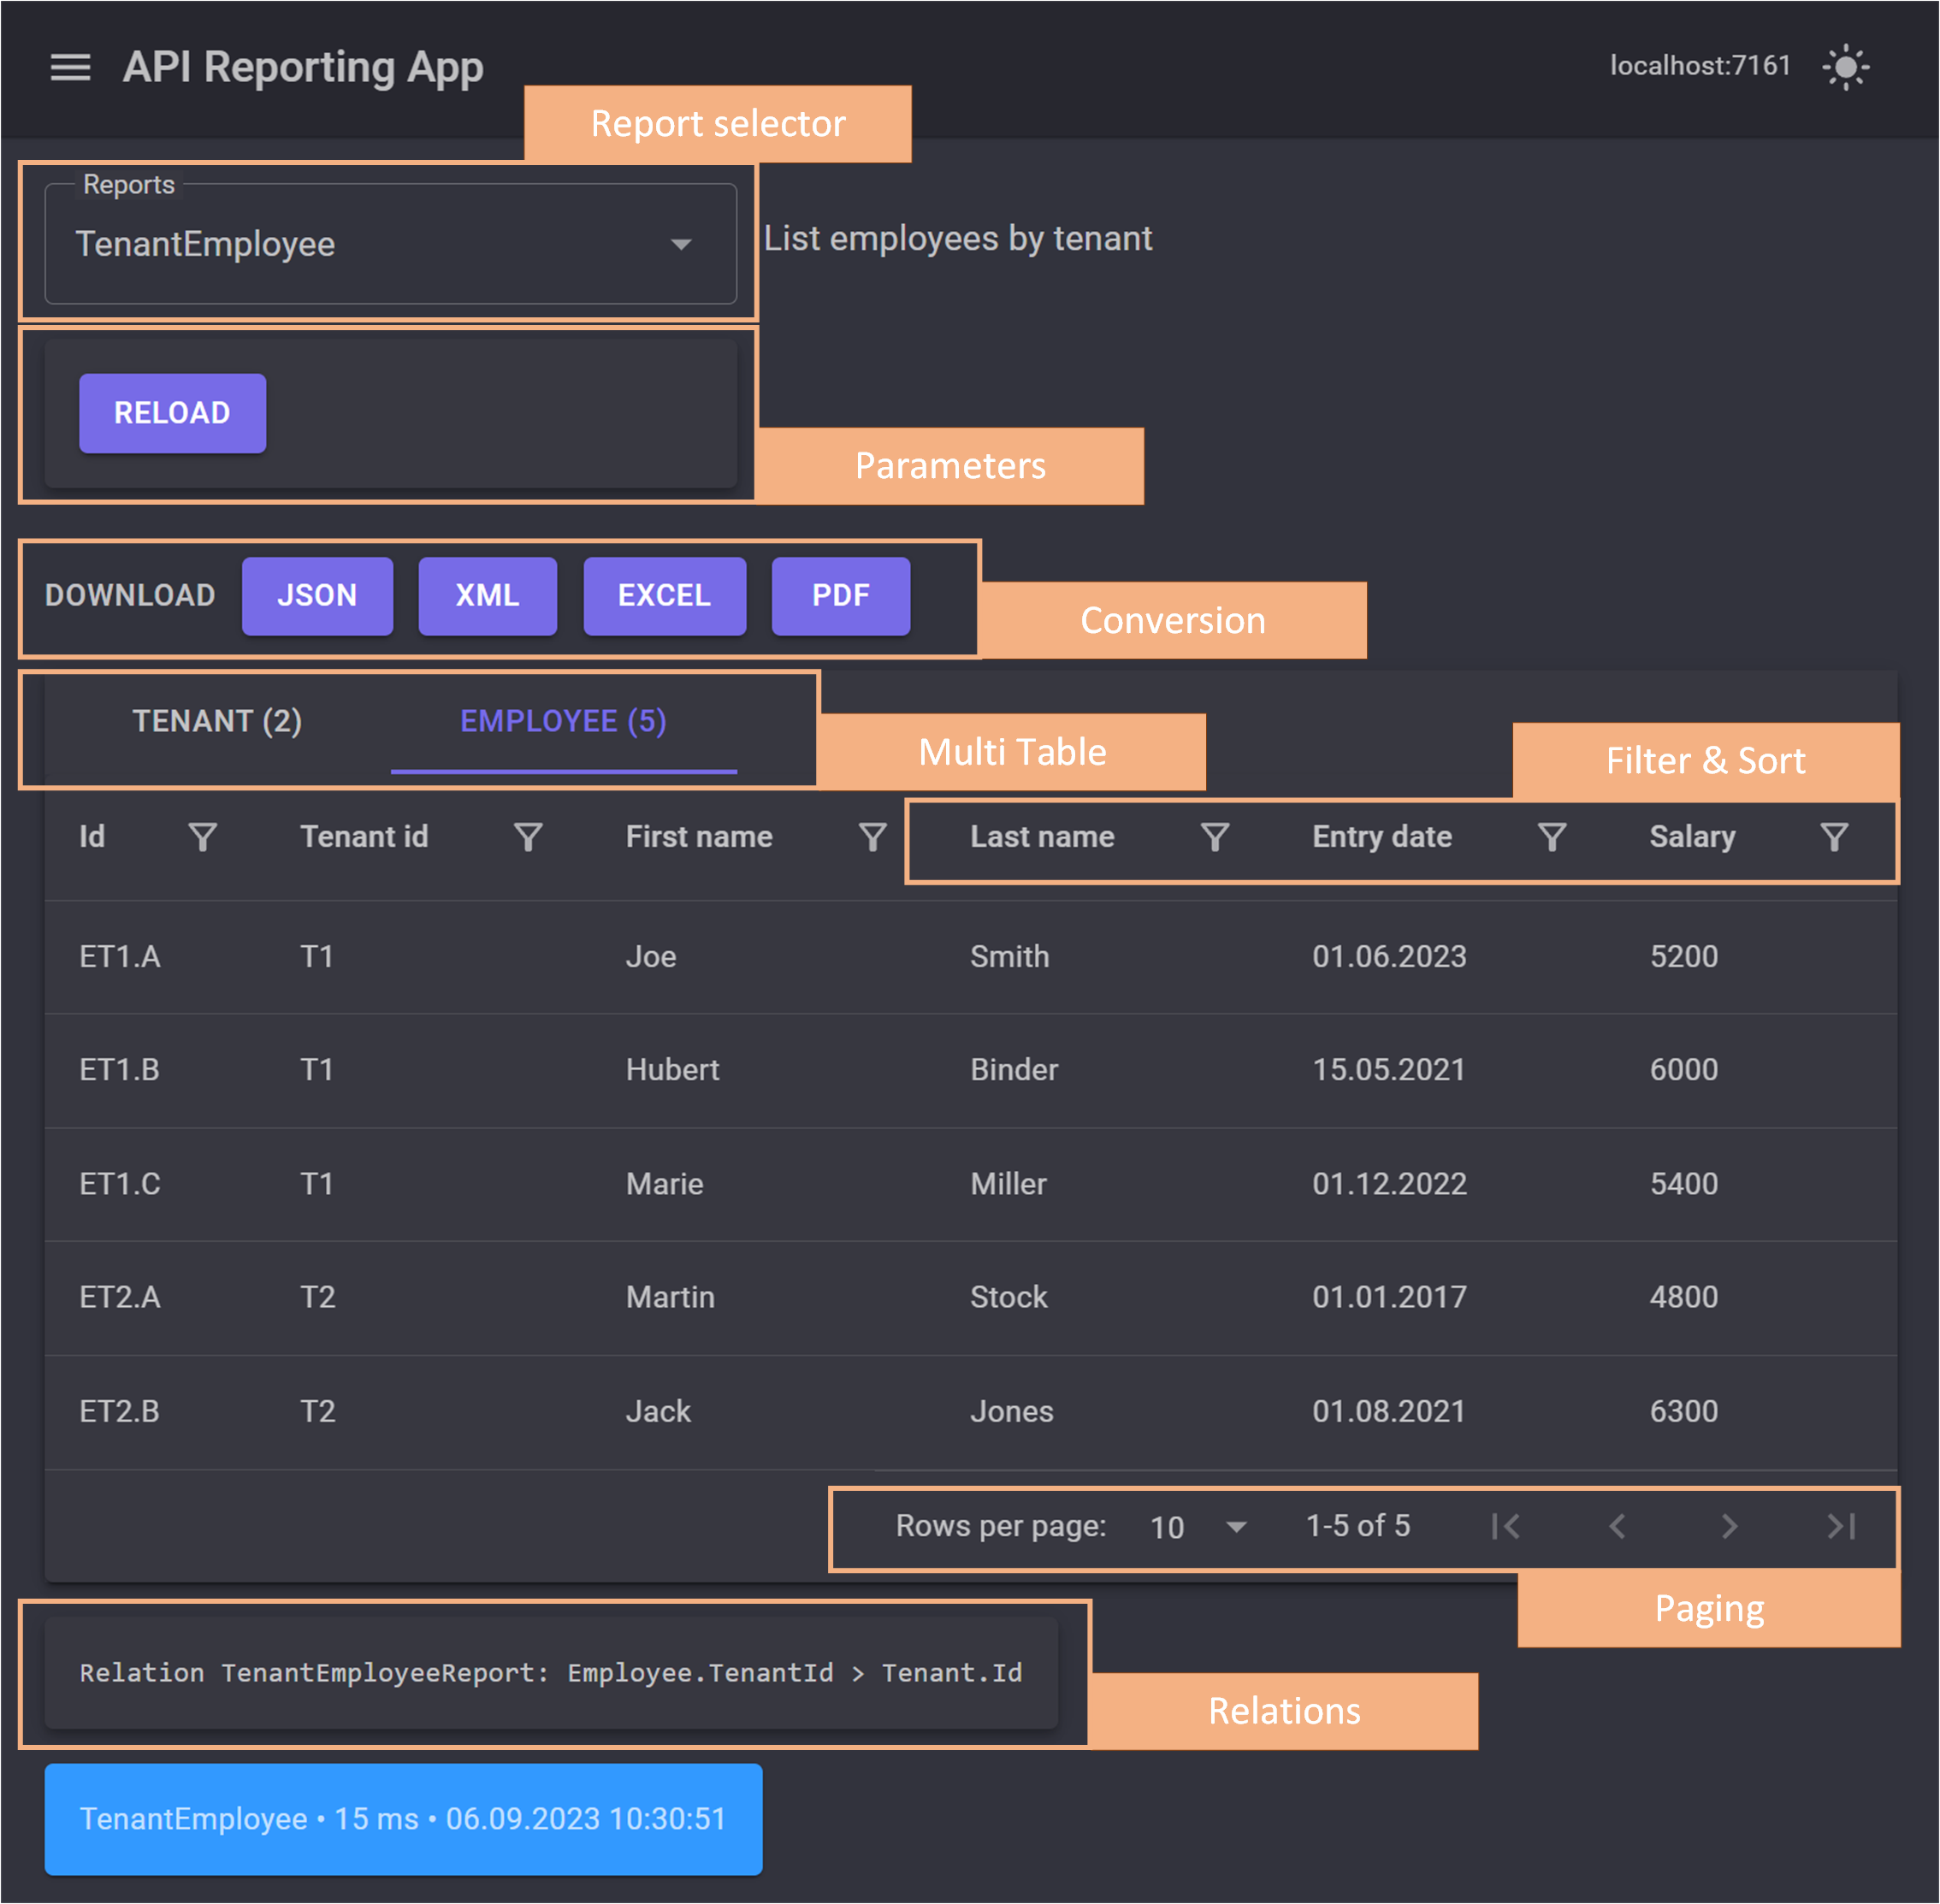 API Reporting App
localhost:7161
Report selector
Reports
TenantEmployee
List employees by tenant
RELOAD
Parameters
DOWNLOAD JSON XML EXCEL PDF
Conversion
TENANT (2) EMPLOYEE (5)
Multi Table
Filter & Sort
Id Tenant id First name Last name Entry date Salary
ET1.A T1 Joe Smith 01.06.2023 5200
ET1.B T1 Hubert Binder 15.05.2021 6000
ET1.C T1 Marie Miller 01.12.2022 5400
ET2.A T2 Martin Stock 01.01.2017 4800
ET2.B T2 Jack Jones 01.08.2021 6300
Rows per page: 10 1-5 of 5
Paging
Relation TenantEmployeeReport: Employee.TenantId > Tenant.Id
Relations
TenantEmployee • 15 ms • 06.09.2023 10:30:51